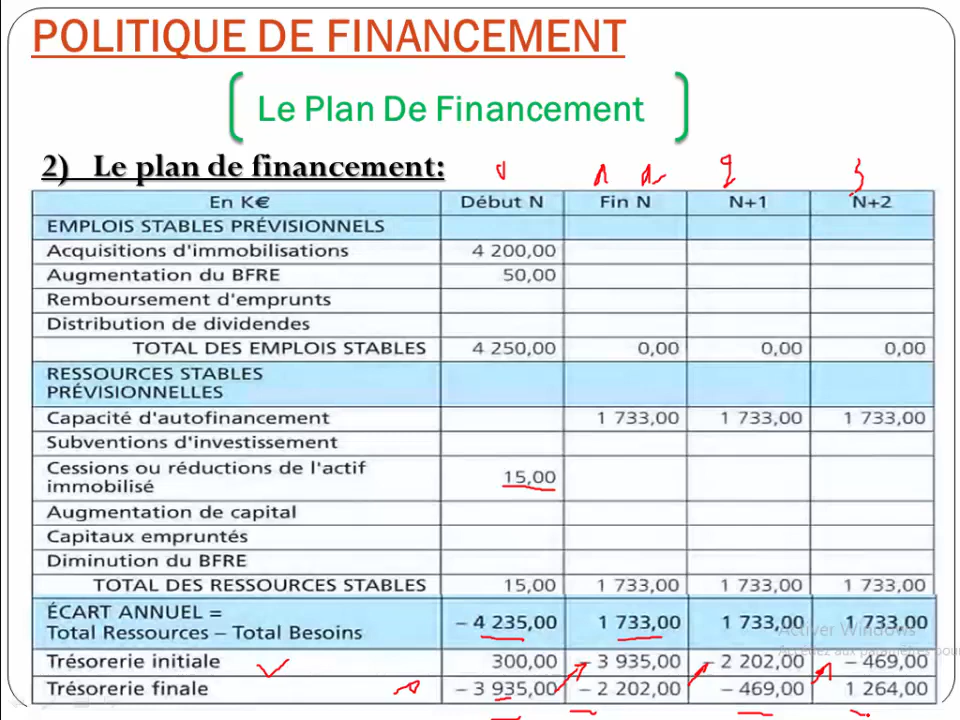 POLITIQUE DE FINANCEMENT
Le Plan De Financement
2) Le plan de financement:
En K€ Début N Fin N N+1 N+2
EMPLOIS STABLES PRÉVISIONNELS
Acquisitions d'immobilisations 4 200,00
Augmentation du BFRE 50,00
Remboursement d'emprunts
Distribution de dividendes
TOTAL DES EMPLOIS STABLES 4 250,00 0,00 0,00 0,00
RESSOURCES STABLES
PRÉVISIONNELLES
Capacité d'autofinancement 1 733,00 1 733,00 1 733,00
Subventions d'investissement
Cessions ou réductions de l'actif
immobilisé 15,00
Augmentation de capital
Capitaux empruntés
Diminution du BFRE
TOTAL DES RESSOURCES STABLES 15,00 1 733,00 1 733,00 1 733,00
ÉCART ANNUEL =
Total Ressources – Total Besoins – 4 235,00 1 733,00 1 733,00 1 733,00
Activer Windows
Accédez aux paramètres pour
Trésorerie initiale 300,00 – 3 935,00 – 2 202,00 – 469,00
Trésorerie finale – 3 935,00 – 2 202,00 – 469,00 1 264,00